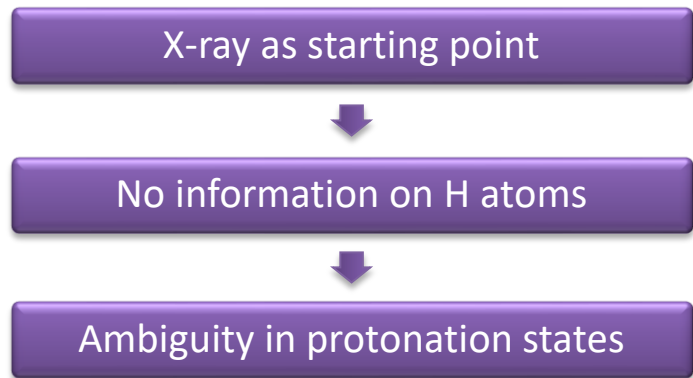 X-ray as starting point
No information on H atoms
Ambiguity in protonation states